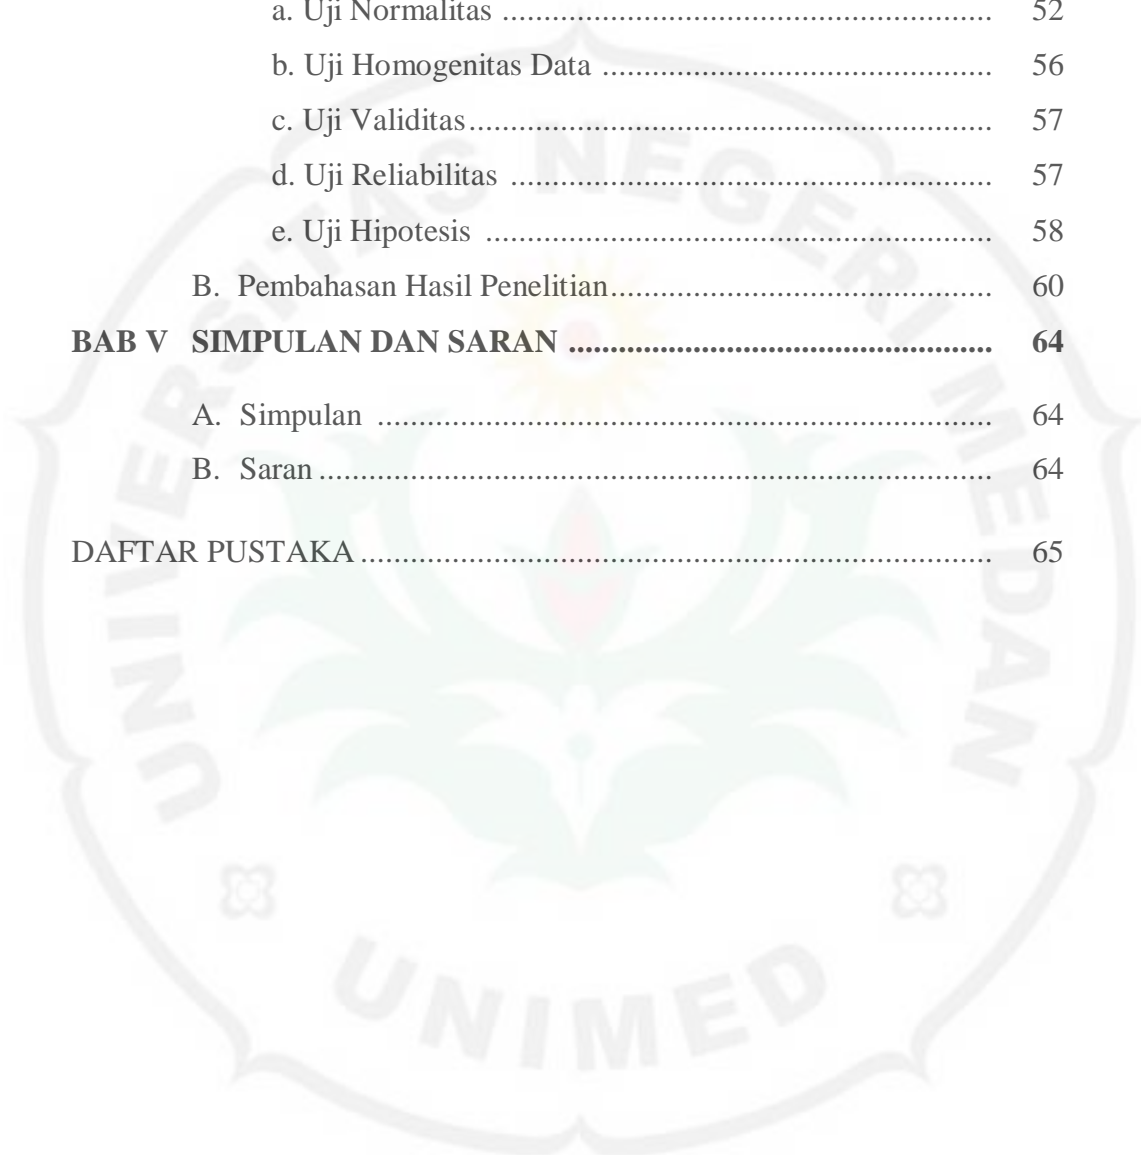 a. Uji Normalitas ........................................................... 52
b. Uji Homogenitas Data ............................................... 56
c. Uji Validitas ............................................................... 57
d. Uji Reliabilitas .......................................................... 57
e. Uji Hipotesis ............................................................. 58
B. Pembahasan Hasil Penelitian .............................................. 60
BAB V SIMPULAN DAN SARAN ................................................... 64
A. Simpulan .......................................................................... 64
B. Saran ................................................................................. 64
DAFTAR PUSTAKA ............................................................................ 65
UNIVERSITAS NEGERI MEDAN
UNIMED